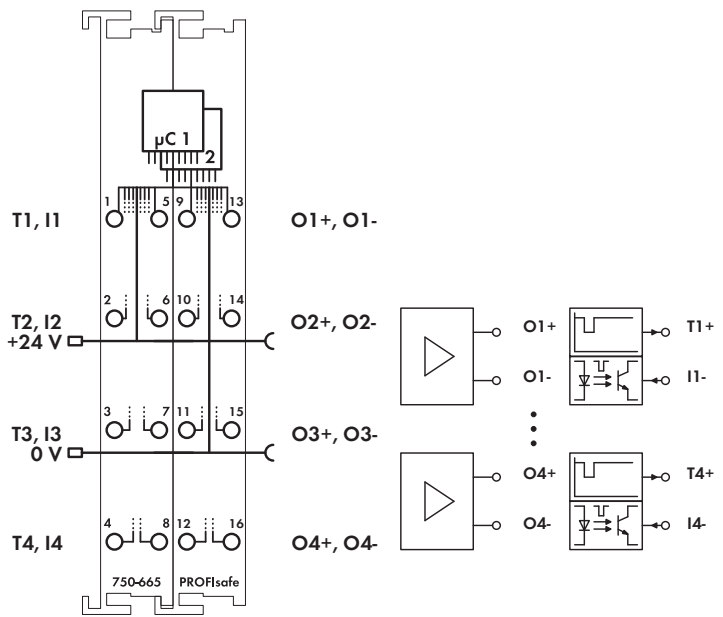 µC 1
2
1 5 9 13
T1, I1 O1+, O1-
2 6 10 14
T2, I2 O2+, O2-
+24 V
3 7 11 15
T3, I3 O3+, O3-
0 V
4 8 12 16
T4, I4 O4+, O4-
750-665 PROFIsafe
O1+ T1+
O1- I1-
O4+ T4+
O4- I4-